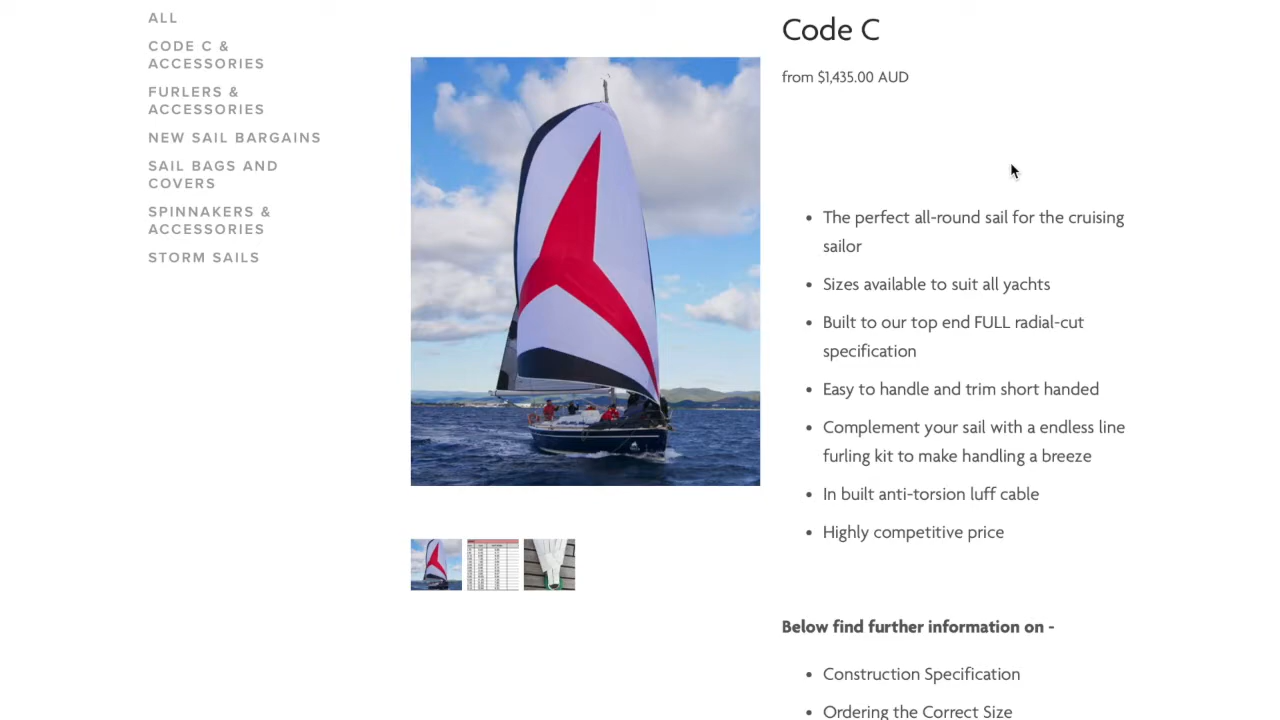 ALL
CODE C &
ACCESSORIES
FURLERS &
ACCESSORIES
NEW SAIL BARGAINS
SAIL BAGS AND
COVERS
SPINNAKERS &
ACCESSORIES
STORM SAILS
Code C
from $1,435.00 AUD
• The perfect all-round sail for the cruising
sailor
• Sizes available to suit all yachts
• Built to our top end FULL radial-cut
specification
• Easy to handle and trim short handed
• Complement your sail with a endless line
furling kit to make handling a breeze
• In built anti-torsion luff cable
• Highly competitive price
Below find further information on -
• Construction Specification
• Ordering the Correct Size